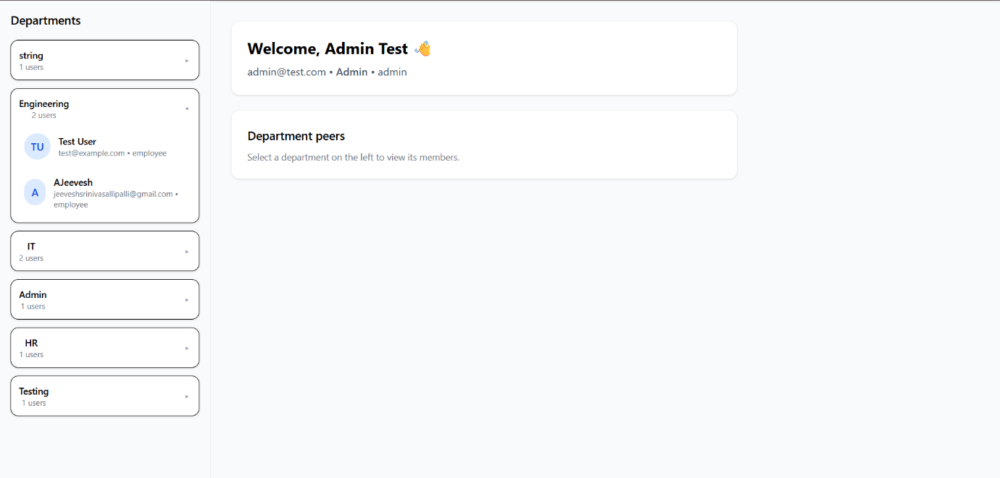 Departments
string
1 users
Engineering
2 users
TU
Test User
test@example.com • employee
A
AJeevesh
jeeveshsrinivasallipalli@gmail.com •
employee
IT
2 users
Admin
1 users
HR
1 users
Testing
1 users
Welcome, Admin Test 👋
admin@test.com • Admin • admin
Department peers
Select a department on the left to view its members.